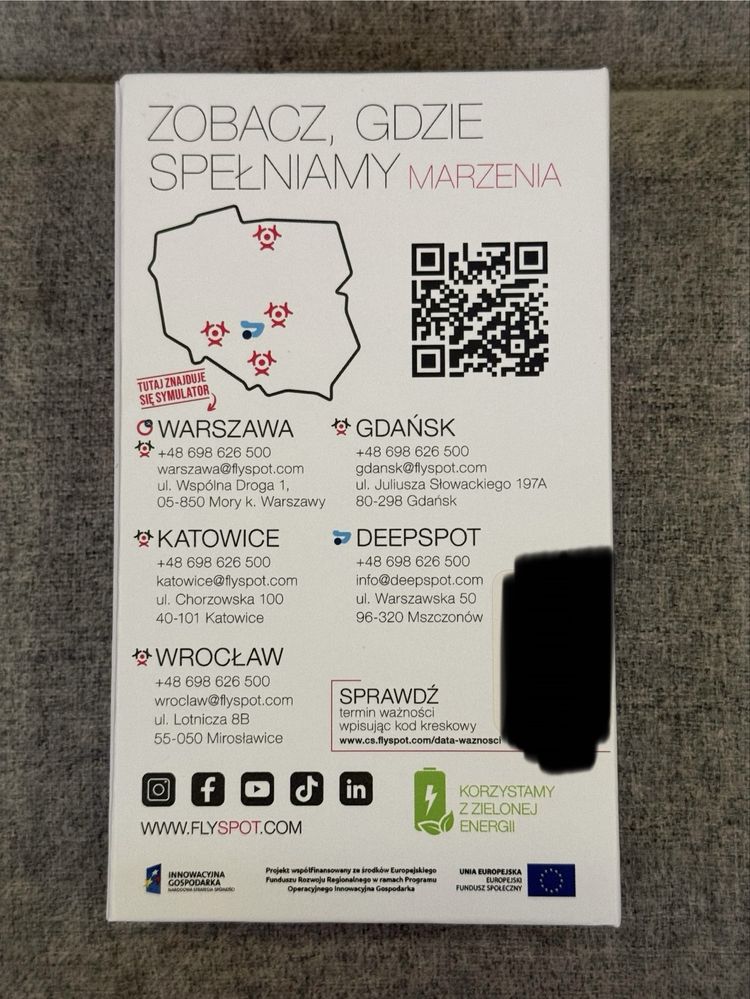 ZOBACZ, GDZIE
SPEŁNIAMY MARZENIA
TUTAJ ZNAJDUJE
SIĘ SYMULATOR
WARSZAWA
+48 698 626 500
warszawa@flyspot.com
ul. Wspólna Droga 1,
05-850 Mory k. Warszawy
GDAŃSK
+48 698 626 500
gdansk@flyspot.com
ul. Juliusza Słowackiego 197A
80-298 Gdańsk
KATOWICE
+48 698 626 500
katowice@flyspot.com
ul. Chorzowska 100
40-101 Katowice
DEEPSPOT
+48 698 626 500
info@deepspot.com
ul. Warszawska 50
96-320 Mszczonów
WROCŁAW
+48 698 626 500
wroclaw@flyspot.com
ul. Lotnicza 8B
55-050 Mirosławice
SPRAWDŹ
termin ważności
wpisując kod kreskowy
www.cs.flyspot.com/data-waznosci
in
WWW.FLYSPOT.COM
KORZYSTAMY
Z ZIELONEJ
ENERGII
INNOWACYJNA
GOSPODARKA
NARODOWA STRATEGIA SPÓJNOŚCI
Projekt współfinansowany ze środków Europejskiego
Funduszu Rozwoju Regionalnego w ramach Programu
Operacyjnego Innowacyjna Gospodarka
UNIA EUROPEJSKA
EUROPEJSKI
FUNDUSZ SPOŁECZNY